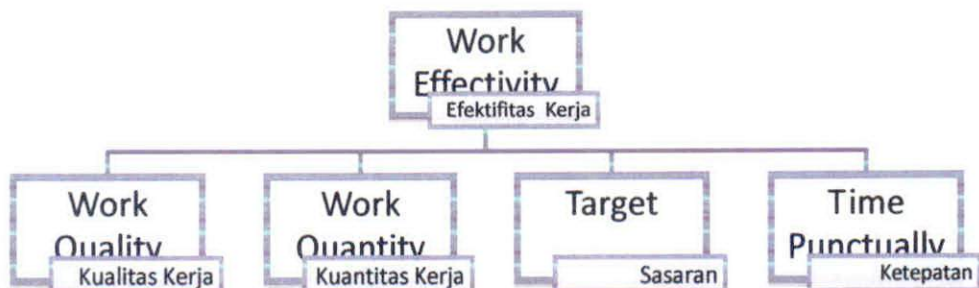 Work
Effectivity
Efektifitas Kerja
Work
Quality
Kualitas Kerja
Work
Quantity
Kuantitas Kerja
Target
Sasaran
Time
Punctually
Ketepatan